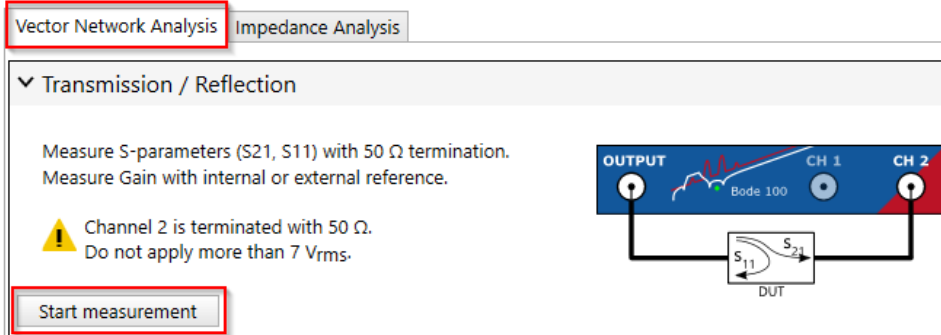 Vector Network Analysis Impedance Analysis
Transmission / Reflection
Measure S-parameters (S21, S11) with 50 Ω termination.
Measure Gain with internal or external reference.
Channel 2 is terminated with 50 Ω.
Do not apply more than 7 Vrms.
Start measurement
OUTPUT CH 1 CH 2
Bode 100
S21
S11
DUT